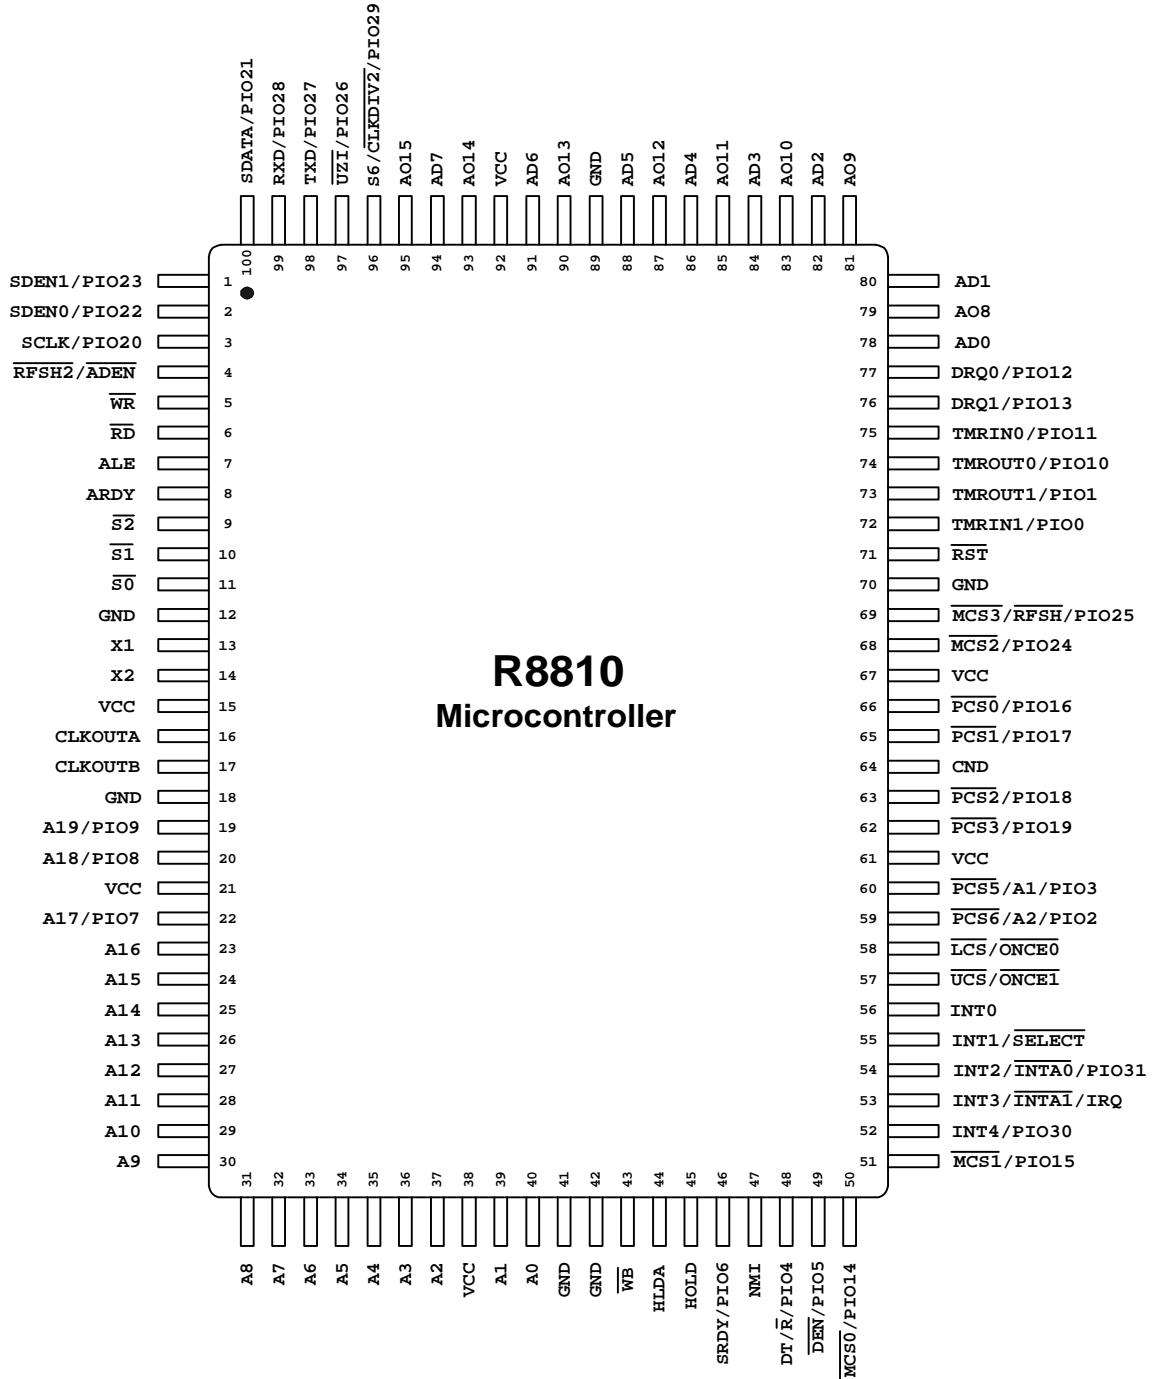 SDATA/PIO21
RXD/PIO28
TXD/PIO27
UZI/PIO26
S6/CLKDIV2/PIO29
AO15
AD7
AO14
VCC
AD6
AO13
GND
AD5
AO12
AD4
AO11
AD3
AO10
AD2
AO9
100 99 98 97 96 95 94 93 92 91 90 89 88 87 86 85 84 83 82 81
SDEN1/PIO23 1
SDEN0/PIO22 2
SCLK/PIO20 3
RFSH2/ADEN 4
WR 5
RD 6
ALE 7
ARDY 8
S2 9
S1 10
S0 11
GND 12
X1 13
X2 14
VCC 15
CLKOUTA 16
CLKOUTB 17
GND 18
A19/PIO9 19
A18/PIO8 20
VCC 21
A17/PIO7 22
A16 23
A15 24
A14 25
A13 26
A12 27
A11 28
A10 29
A9 30
R8810
Microcontroller
80 AD1
79 AO8
78 AD0
77 DRQ0/PIO12
76 DRQ1/PIO13
75 TMRIN0/PIO11
74 TMROUT0/PIO10
73 TMROUT1/PIO1
72 TMRIN1/PIO0
71 RST
70 GND
69 MCS3/RFSH/PIO25
68 MCS2/PIO24
67 VCC
66 PCS0/PIO16
65 PCS1/PIO17
64 CND
63 PCS2/PIO18
62 PCS3/PIO19
61 VCC
60 PCS5/A1/PIO3
59 PCS6/A2/PIO2
58 LCS/ONCE0
57 UCS/ONCE1
56 INT0
55 INT1/SELECT
54 INT2/INTA0/PIO31
53 INT3/INTA1/IRQ
52 INT4/PIO30
51 MCS1/PIO15
31 32 33 34 35 36 37 38 39 40 41 42 43 44 45 46 47 48 49 50
A8
A7
A6
A5
A4
A3
A2
VCC
A1
A0
GND
GND
WB
HLDA
HOLD
SRDY/PIO6
NMI
DT/R/PIO4
DEN/PIO5
MCS0/PIO14